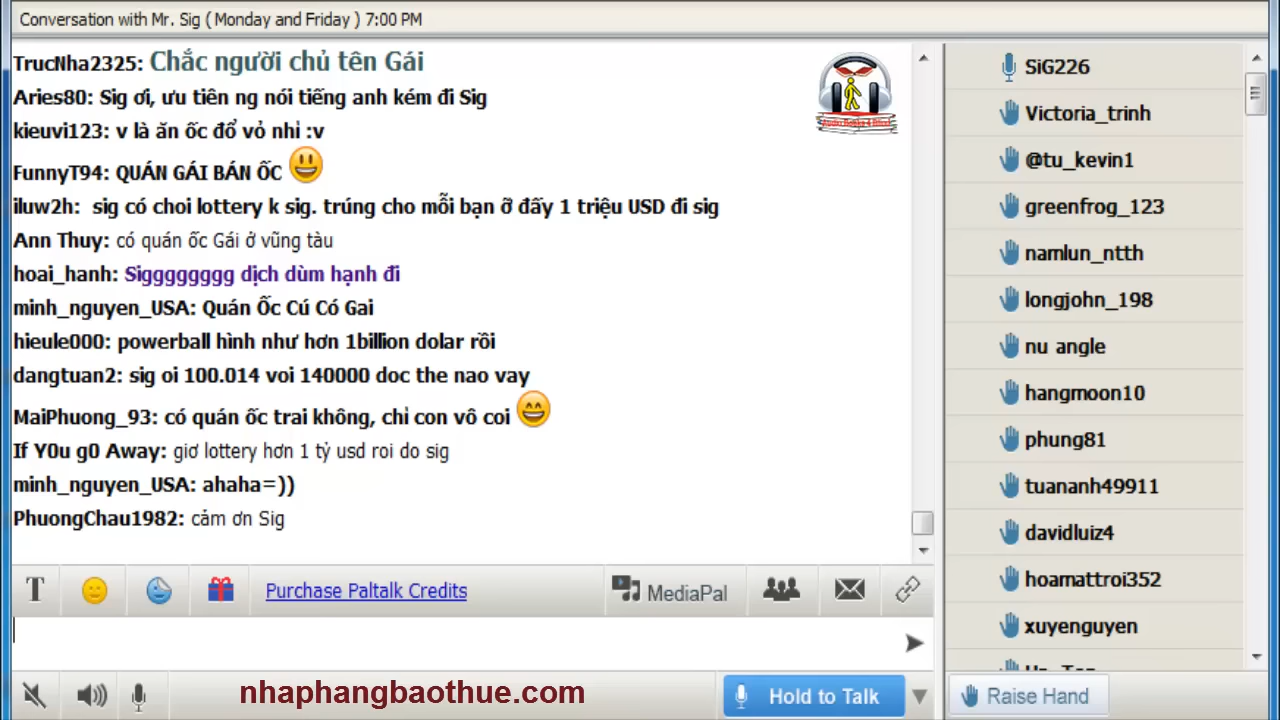 Conversation with Mr. Sig ( Monday and Friday ) 7:00 PM
TrucNha2325: Chắc người chủ tên Gái
Aries80: Sig ơi, ưu tiên ng nói tiếng anh kém đi Sig
kieuvi123: v là ăn ốc đổ vỏ nhỉ :v
FunnyT94: QUÁN GÁI BÁN ỐC
iluw2h: sig có choi lottery k sig. trúng cho mỗi bạn ỡ đấy 1 triệu USD đi sig
Ann Thuy: có quán ốc Gái ở vũng tàu
hoai_hanh: Sigggggggg dịch dùm hạnh đi
minh_nguyen_USA: Quán Ốc Cú Có Gai
hieule000: powerball hình như hơn 1billion dolar rồi
dangtuan2: sig oi 100.014 voi 140000 doc the nao vay
MaiPhuong_93: có quán ốc trai không, chỉ con vô coi
If Y0u g0 Away: giơ lottery hơn 1 tỷ usd roi do sig
minh_nguyen_USA: ahaha=))
PhuongChau1982: cảm ơn Sig
Audio Books 4 Blind
T
Purchase Paltalk Credits
MediaPal
nhaphangbaothue.com
Hold to Talk
SiG226
Victoria_trinh
@tu_kevin1
greenfrog_123
namlun_ntth
longjohn_198
nu angle
hangmoon10
phung81
tuananh49911
davidluiz4
hoamattroi352
xuyenguyen
Raise Hand